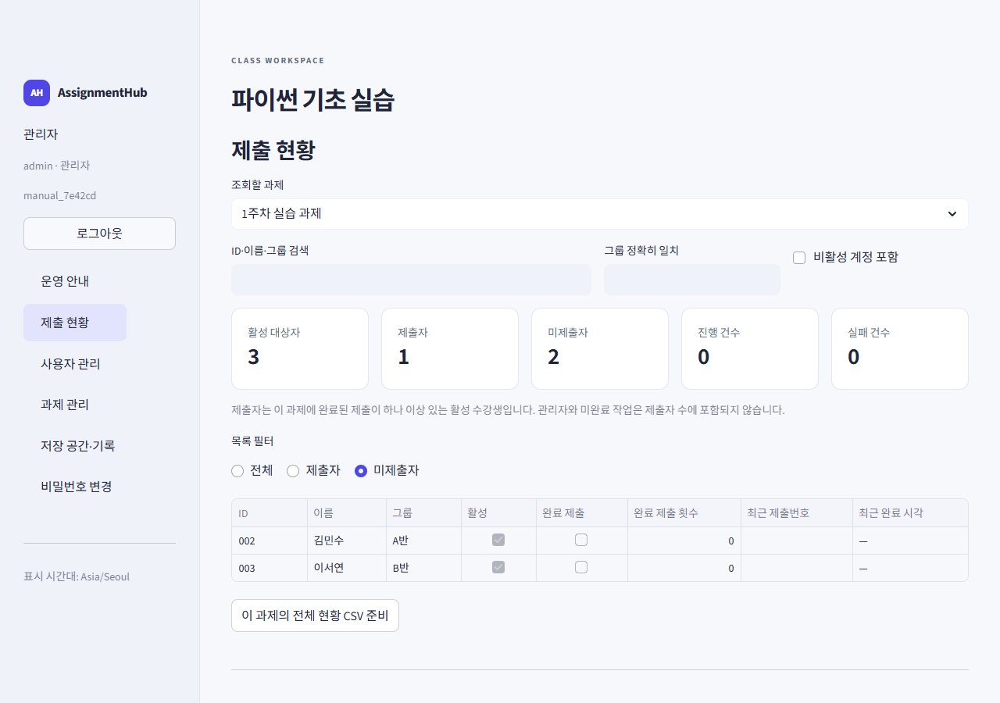 AH AssignmentHub
관리자
admin · 관리자
manual_7e42cd
로그아웃
운영 안내
제출 현황
사용자 관리
과제 관리
저장 공간·기록
비밀번호 변경
표시 시간대: Asia/Seoul
CLASS WORKSPACE
파이썬 기초 실습
제출 현황
조회할 과제
1주차 실습 과제
ID·이름·그룹 검색 그룹 정확히 일치 비활성 계정 포함
활성 대상자 제출자 미제출자 진행 건수 실패 건수
3 1 2 0 0
제출자는 이 과제에 완료된 제출이 하나 이상 있는 활성 수강생입니다. 관리자와 미완료 작업은 제출자 수에 포함되지 않습니다.
목록 필터
전체 제출자 미제출자
ID 이름 그룹 활성 완료 제출 완료 제출 횟수 최근 제출번호 최근 완료 시각
002 김민수 A반 0 —
003 이서연 B반 0 —
이 과제의 전체 현황 CSV 준비